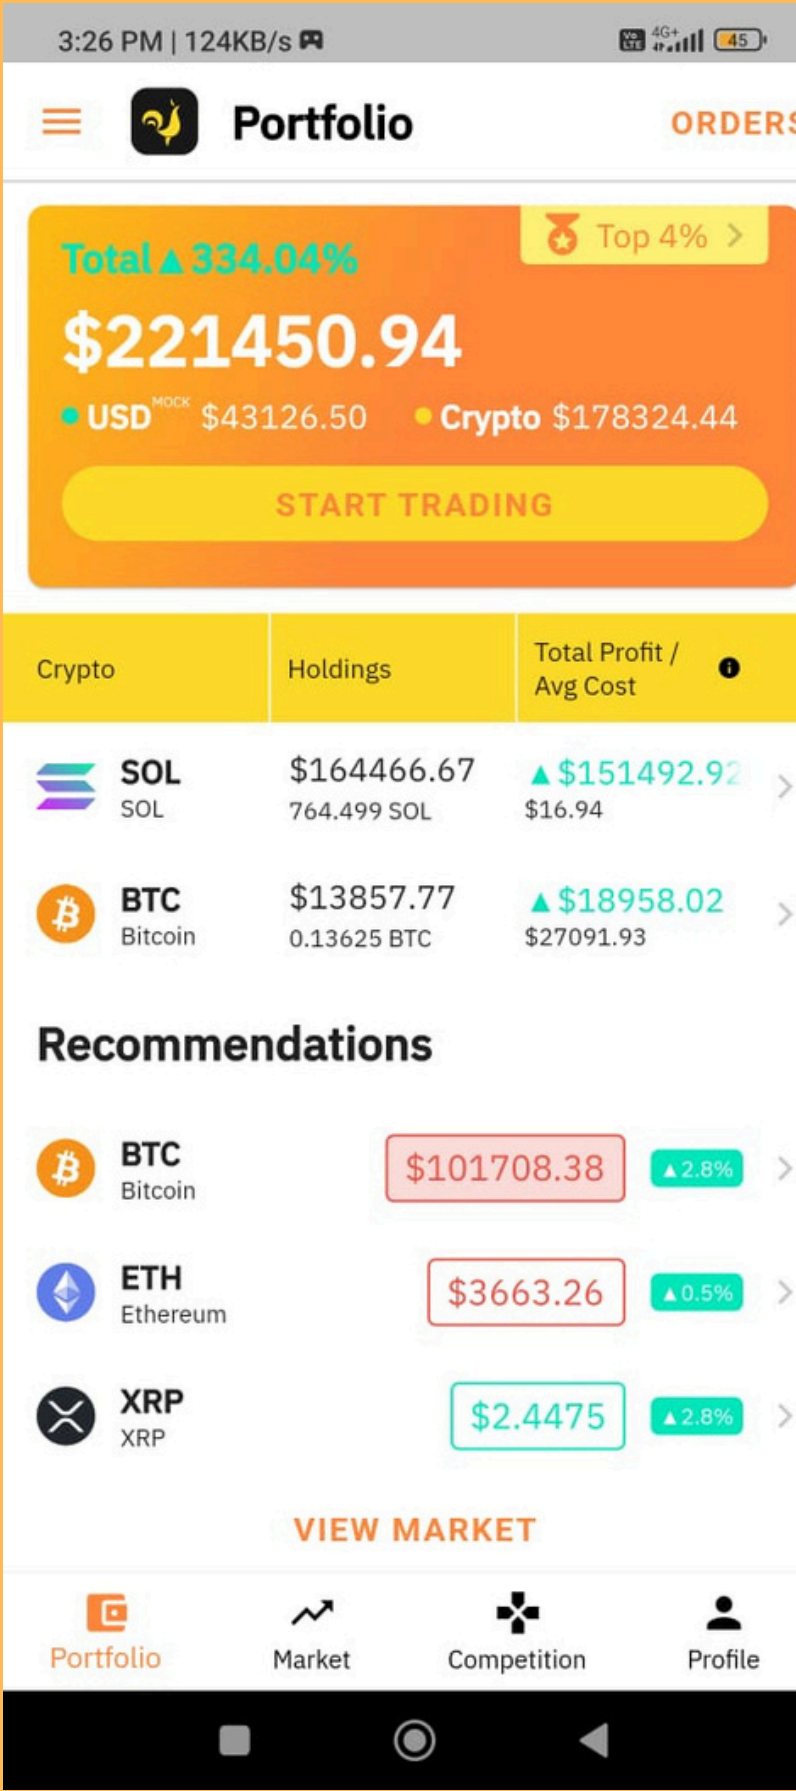 3:26 PM | 124KB/s
Vo LTE 4G+ 45
Portfolio ORDERS
Total ▲ 334.04% Top 4%
$221450.94
USD MOCK $43126.50 Crypto $178324.44
START TRADING
Crypto Holdings Total Profit / Avg Cost
SOL $164466.67 ▲ $151492.92
SOL 764.499 SOL $16.94
BTC $13857.77 ▲ $18958.02
Bitcoin 0.13625 BTC $27091.93
Recommendations
BTC $101708.38 ▲ 2.8%
Bitcoin
ETH $3663.26 ▲ 0.5%
Ethereum
XRP $2.4475 ▲ 2.8%
XRP
VIEW MARKET
Portfolio Market Competition Profile